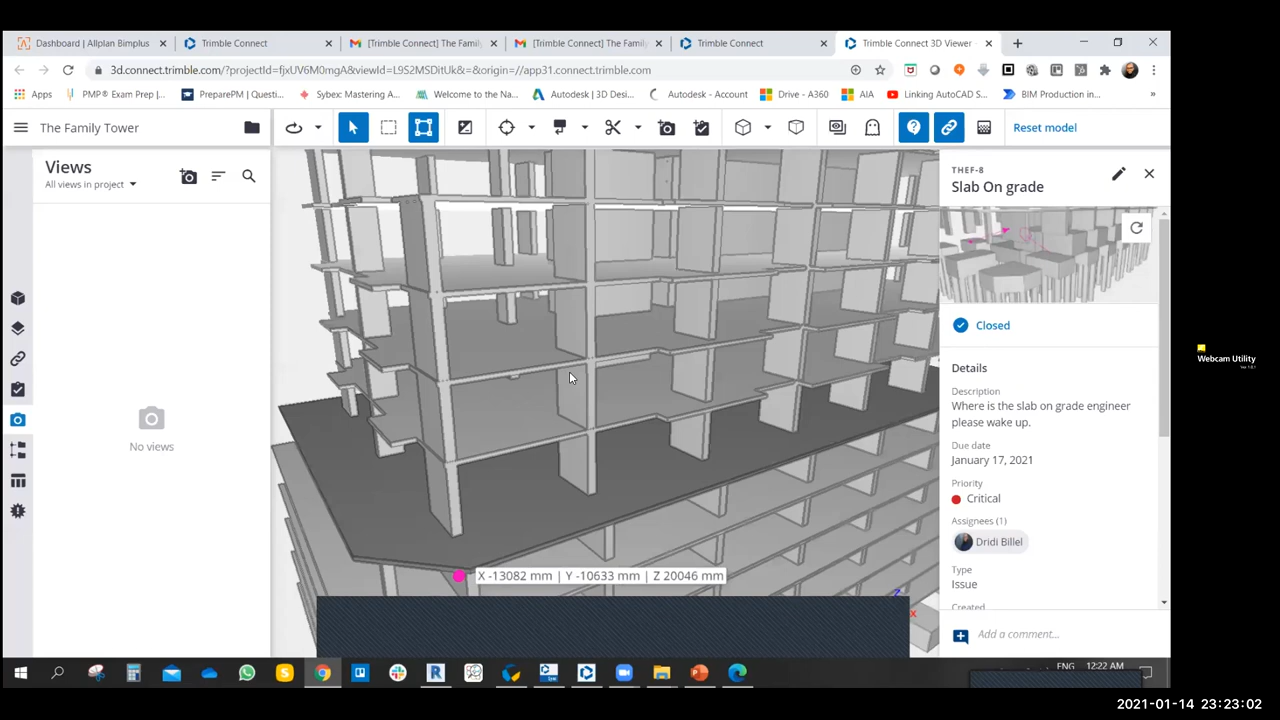 Dashboard | Allplan Bimplus
Trimble Connect
[Trimble Connect] The Family
[Trimble Connect] The Family
Trimble Connect
Trimble Connect 3D Viewer -
3d.connect.trimble.com/?projectId=fjxUV6M0mgA&viewId=L9S2MSDitUk&=&origin=//app31.connect.trimble.com
Apps
PMP® Exam Prep |...
PreparePM | Questi...
Sybex: Mastering A...
Welcome to the Na...
Autodesk | 3D Desi...
Autodesk - Account
Drive - A360
AIA
Linking AutoCAD S...
BIM Production in...
»
The Family Tower
Reset model
Views
All views in project
No views
THEF-8
Slab On grade
Closed
Details
Description
Where is the slab on grade engineer
please wake up.
Due date
January 17, 2021
Priority
Critical
Assignees (1)
Dridi Billel
Type
Issue
Created
Add a comment...
X -13082 mm | Y -10633 mm | Z 20046 mm
Z
X
ENG
12:22 AM
Webcam Utility
2021-01-14 23:23:02